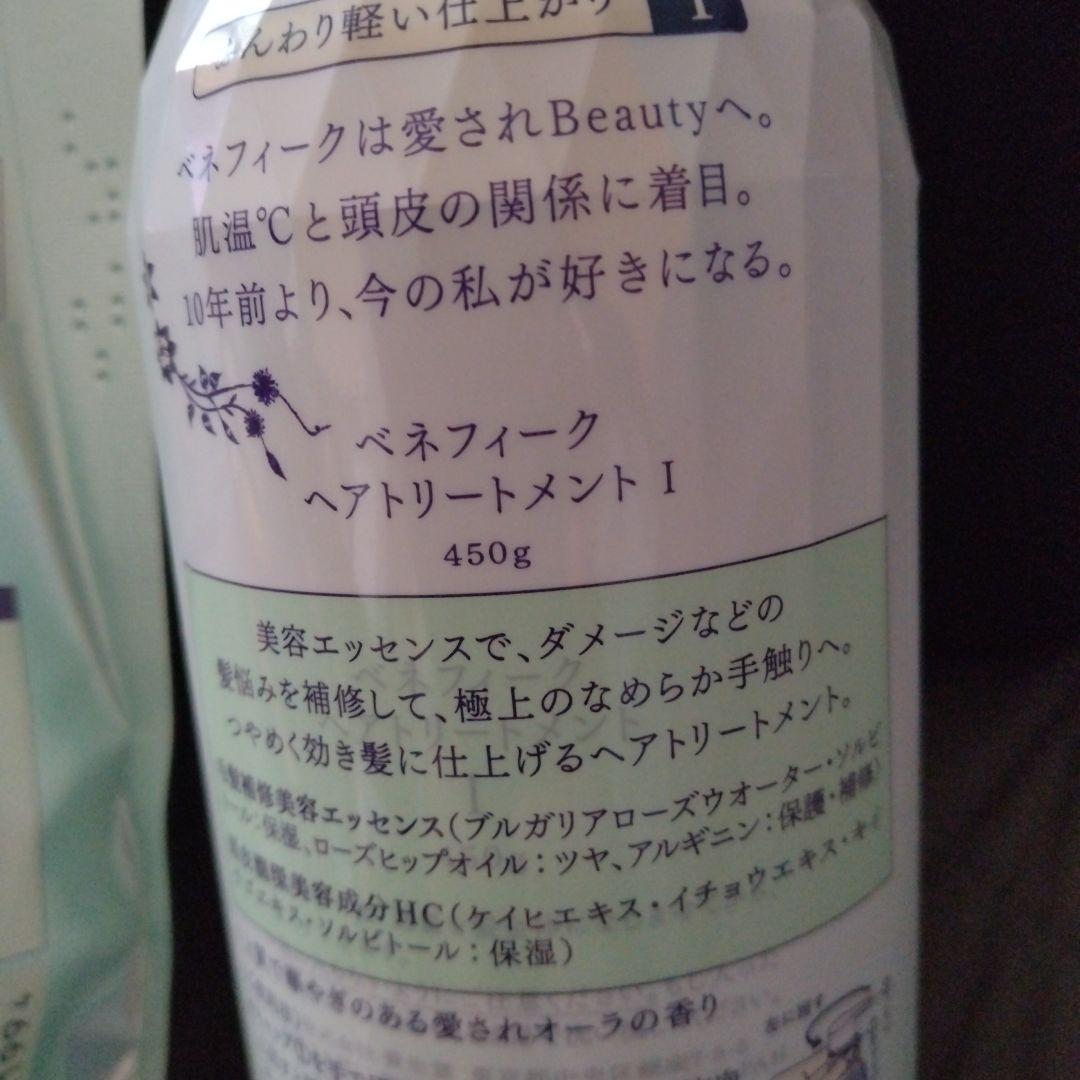 ふんわり軽い仕上がり I
ベネフィークは愛されBeautyへ。
肌温℃と頭皮の関係に着目。
10年前より、今の私が好きになる。
ベネフィーク
ヘアトリートメント I
450g
美容エッセンスで、ダメージなどの
髪悩みを補修して、極上のなめらか手触りへ。
つやめく効き髪に仕上げるヘアトリートメント。
補修美容エッセンス(ブルガリアローズウオーター・ソルビ
トール:保湿、ローズヒップオイル:ツヤ、アルギニン:保護・補修)
美容成分HC(ケイヒエキス・イチョウエキス・
エキス・ソルビトール:保湿)
華やぎのある愛されオーラの香り